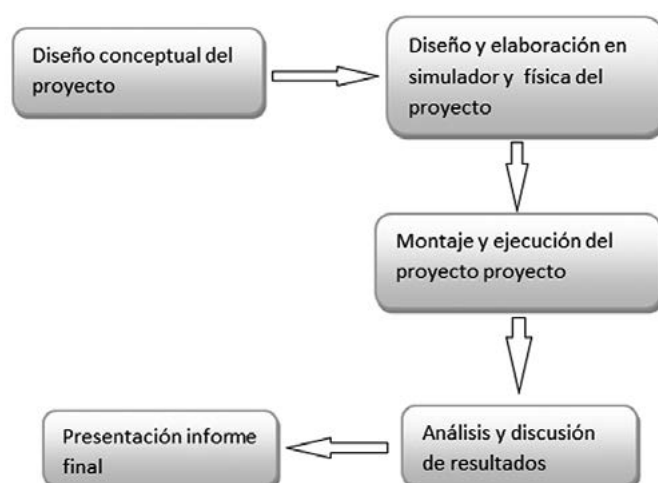 Diseño conceptual del
proyecto
Diseño y elaboración en
simulador y física del
proyecto
Montaje y ejecución del
proyecto proyecto
Análisis y discusión
de resultados
Presentación informe
final